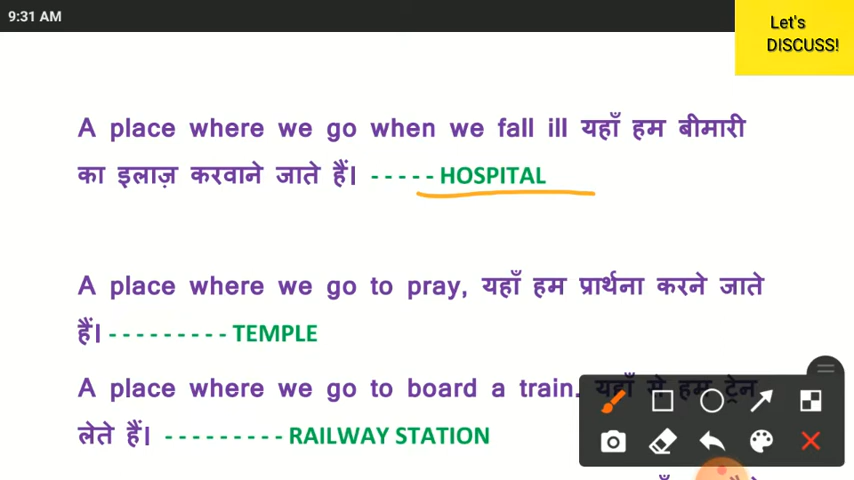 9:31 AM
Let's
DISCUSS!
A place where we go when we fall ill यहाँ हम बीमारी
का इलाज़ करवाने जाते हैं। ----- HOSPITAL
A place where we go to pray, यहाँ हम प्रार्थना करने जाते
हैं। --------- TEMPLE
A place where we go to board a train. यहाँ से हम ट्रेन
लेते हैं। --------- RAILWAY STATION